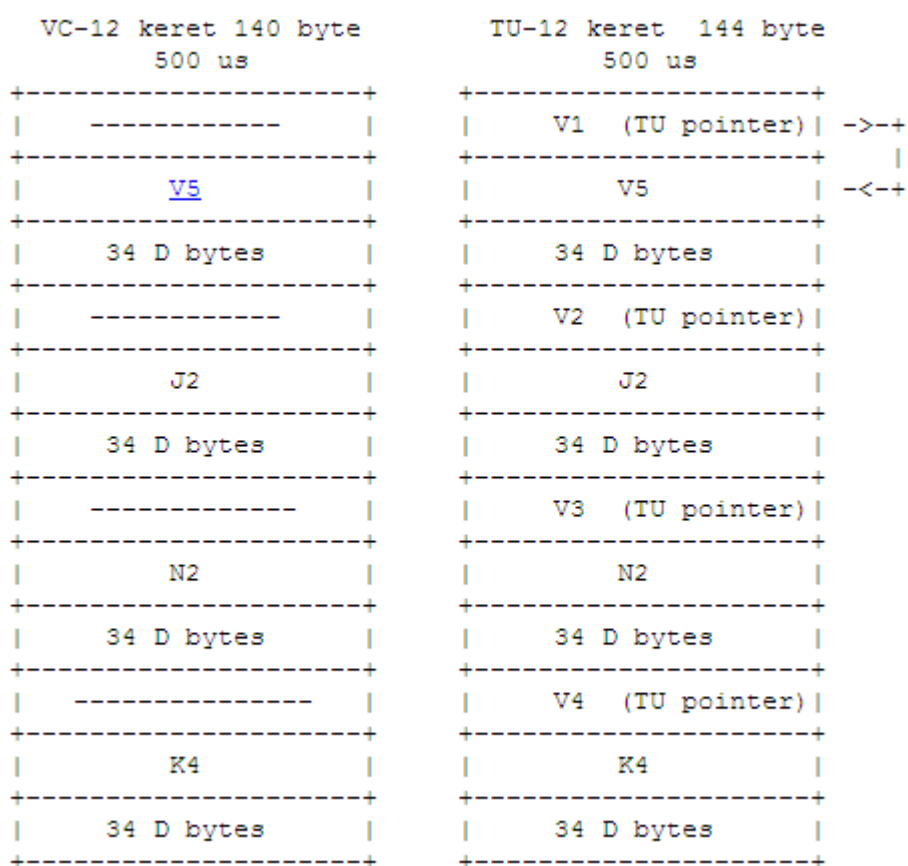 VC-12 keret 140 byte    TU-12 keret  144 byte
500 us    500 us
+---------------------+    +---------------------+
|    ------------     |    |     V1  (TU pointer)| ->-+
+---------------------+    +---------------------+    |
|         V5          |    |         V5          | -<-+
+---------------------+    +---------------------+
|     34 D bytes      |    |     34 D bytes      |
+---------------------+    +---------------------+
|    ------------     |    |     V2  (TU pointer)|
+---------------------+    +---------------------+
|         J2          |    |         J2          |
+---------------------+    +---------------------+
|     34 D bytes      |    |     34 D bytes      |
+---------------------+    +---------------------+
|    -------------    |    |     V3  (TU pointer)|
+---------------------+    +---------------------+
|         N2          |    |         N2          |
+---------------------+    +---------------------+
|     34 D bytes      |    |     34 D bytes      |
+---------------------+    +---------------------+
|   ---------------   |    |     V4  (TU pointer)|
+---------------------+    +---------------------+
|         K4          |    |         K4          |
+---------------------+    +---------------------+
|     34 D bytes      |    |     34 D bytes      |
+---------------------+    +---------------------+